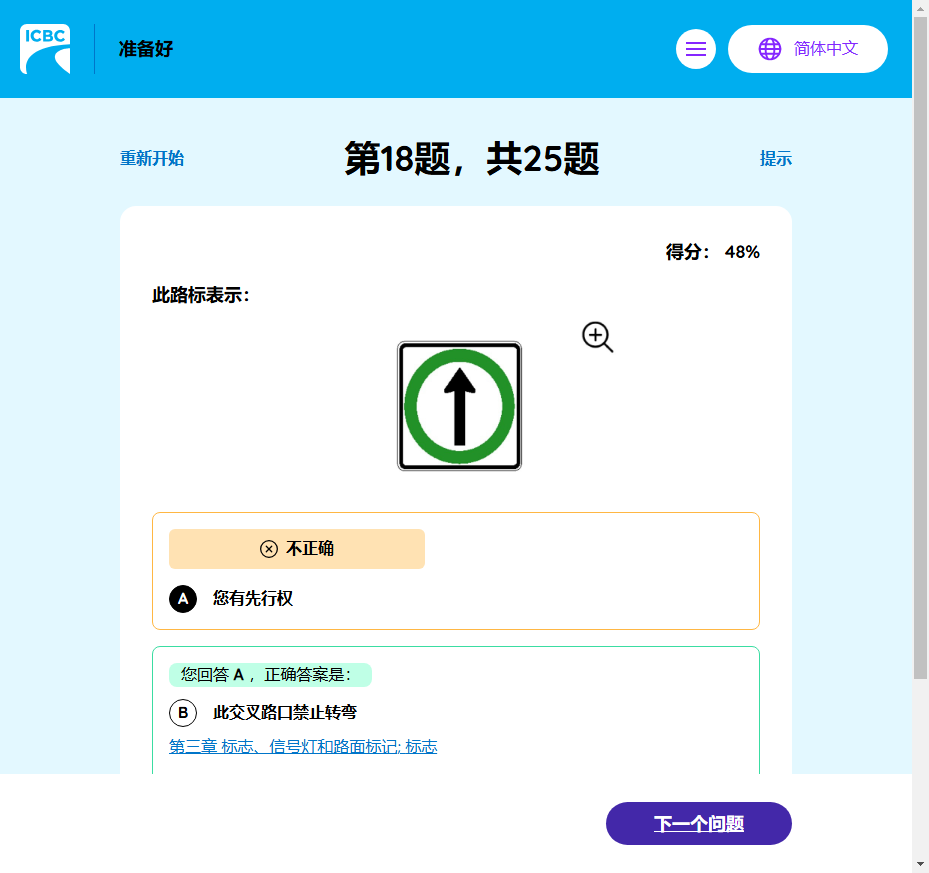 ICBC
准备好
简体中文
重新开始
第18题，共25题
提示
得分： 48%
此路标表示：
不正确
A 您有先行权
您回答 A ，正确答案是：
B 此交叉路口禁止转弯
第三章 标志、信号灯和路面标记; 标志
下一个问题